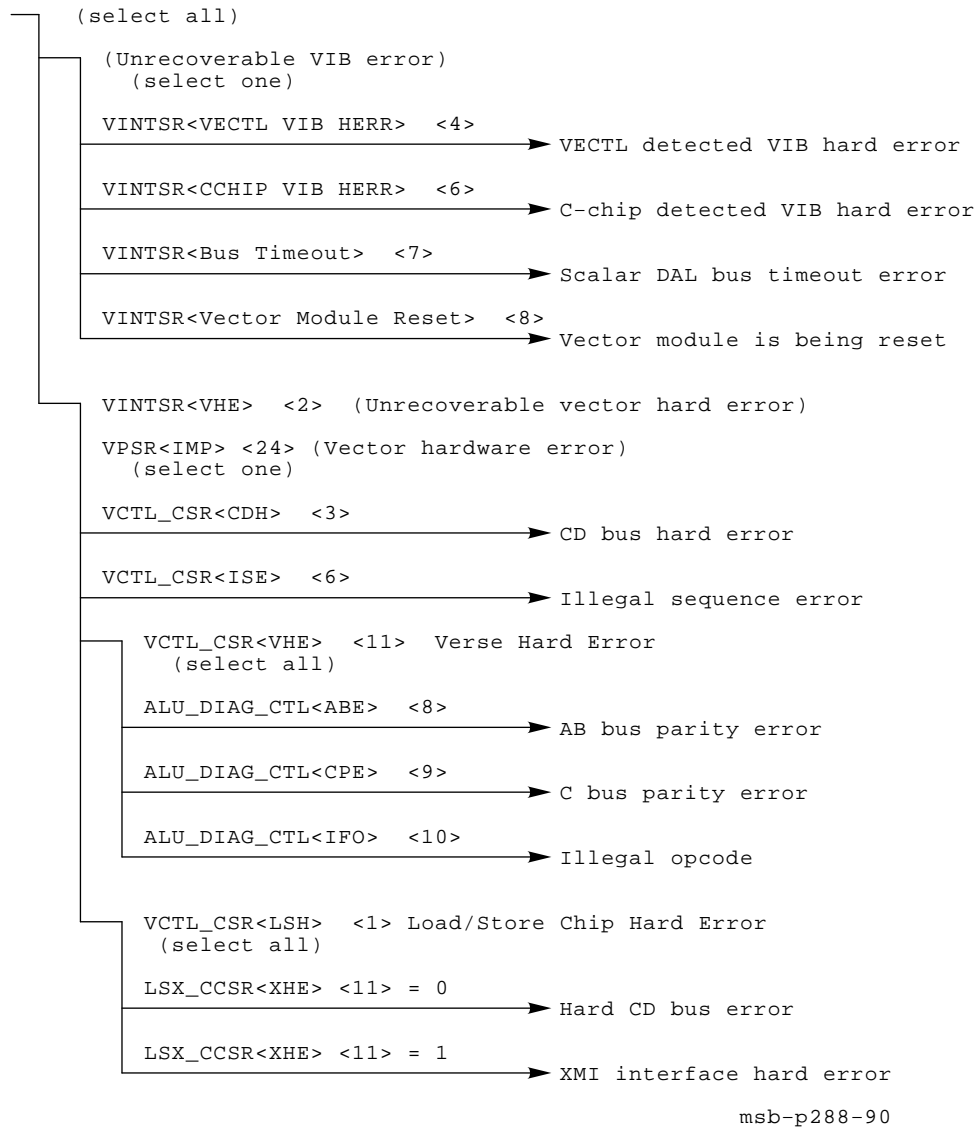 (select all)
(Unrecoverable VIB error)
(select one)
VINTSR<VECTL VIB HERR> <4>
VECTL detected VIB hard error
VINTSR<CCHIP VIB HERR> <6>
C-chip detected VIB hard error
VINTSR<Bus Timeout> <7>
Scalar DAL bus timeout error
VINTSR<Vector Module Reset> <8>
Vector module is being reset
VINTSR<VHE> <2> (Unrecoverable vector hard error)
VPSR<IMP> <24> (Vector hardware error)
(select one)
VCTL_CSR<CDH> <3>
CD bus hard error
VCTL_CSR<ISE> <6>
Illegal sequence error
VCTL_CSR<VHE> <11> Verse Hard Error
(select all)
ALU_DIAG_CTL<ABE> <8>
AB bus parity error
ALU_DIAG_CTL<CPE> <9>
C bus parity error
ALU_DIAG_CTL<IFO> <10>
Illegal opcode
VCTL_CSR<LSH> <1> Load/Store Chip Hard Error
(select all)
LSX_CCSR<XHE> <11> = 0
Hard CD bus error
LSX_CCSR<XHE> <11> = 1
XMI interface hard error
msb-p288-90